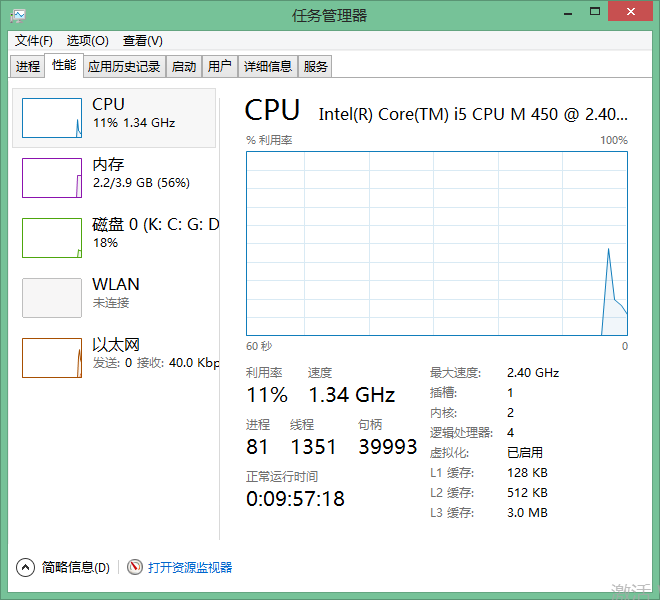 任务管理器
文件(F) 选项(O) 查看(V)
进程 性能 应用历史记录 启动 用户 详细信息 服务
CPU
11% 1.34 GHz
内存
2.2/3.9 GB (56%)
磁盘 0 (K: C: G: D
18%
WLAN
未连接
以太网
发送: 0 接收: 40.0 Kbp
CPU Intel(R) Core(TM) i5 CPU M 450 @ 2.40...
% 利用率 100%
60 秒 0
利用率 速度
11% 1.34 GHz
进程 线程 句柄
81 1351 39993
正常运行时间
0:09:57:18
最大速度: 2.40 GHz
插槽: 1
内核: 2
逻辑处理器: 4
虚拟化: 已启用
L1 缓存: 128 KB
L2 缓存: 512 KB
L3 缓存: 3.0 MB
简略信息(D) 打开资源监视器
激活